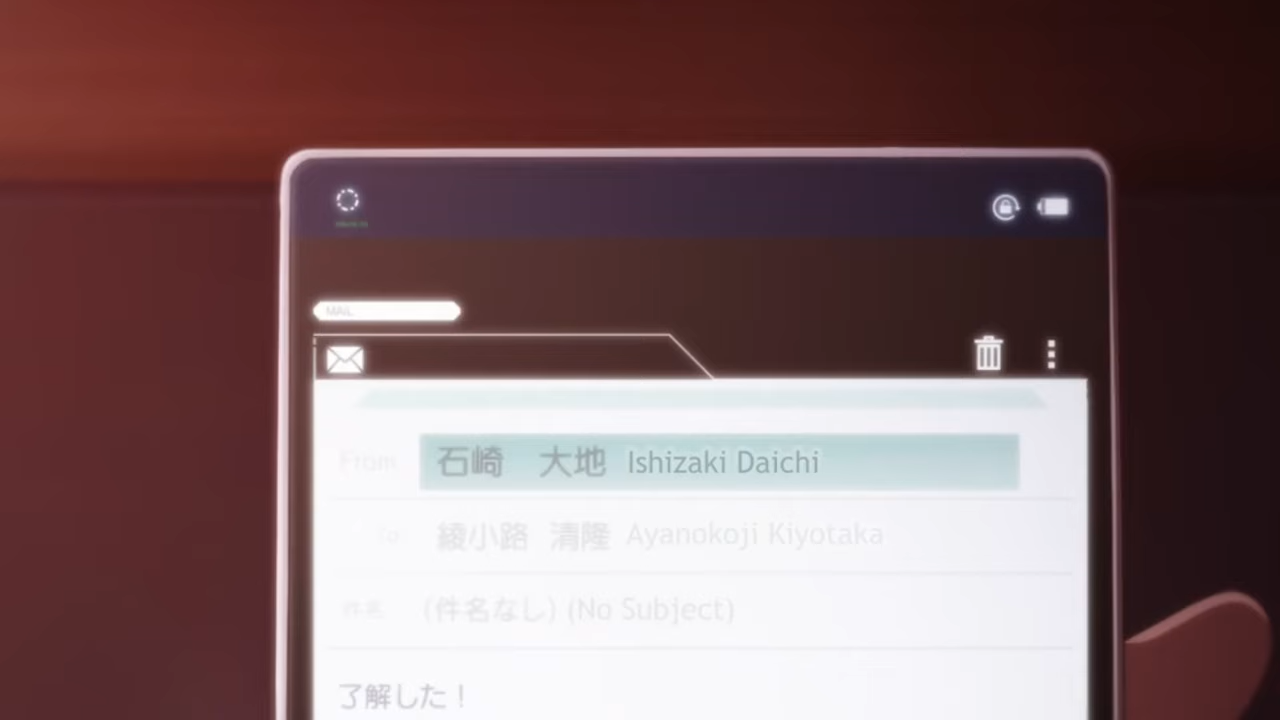 MAIL
From 石崎 大地 Ishizaki Daichi
To 綾小路 清隆 Ayanokoji Kiyotaka
件名 (件名なし) (No Subject)
了解した！